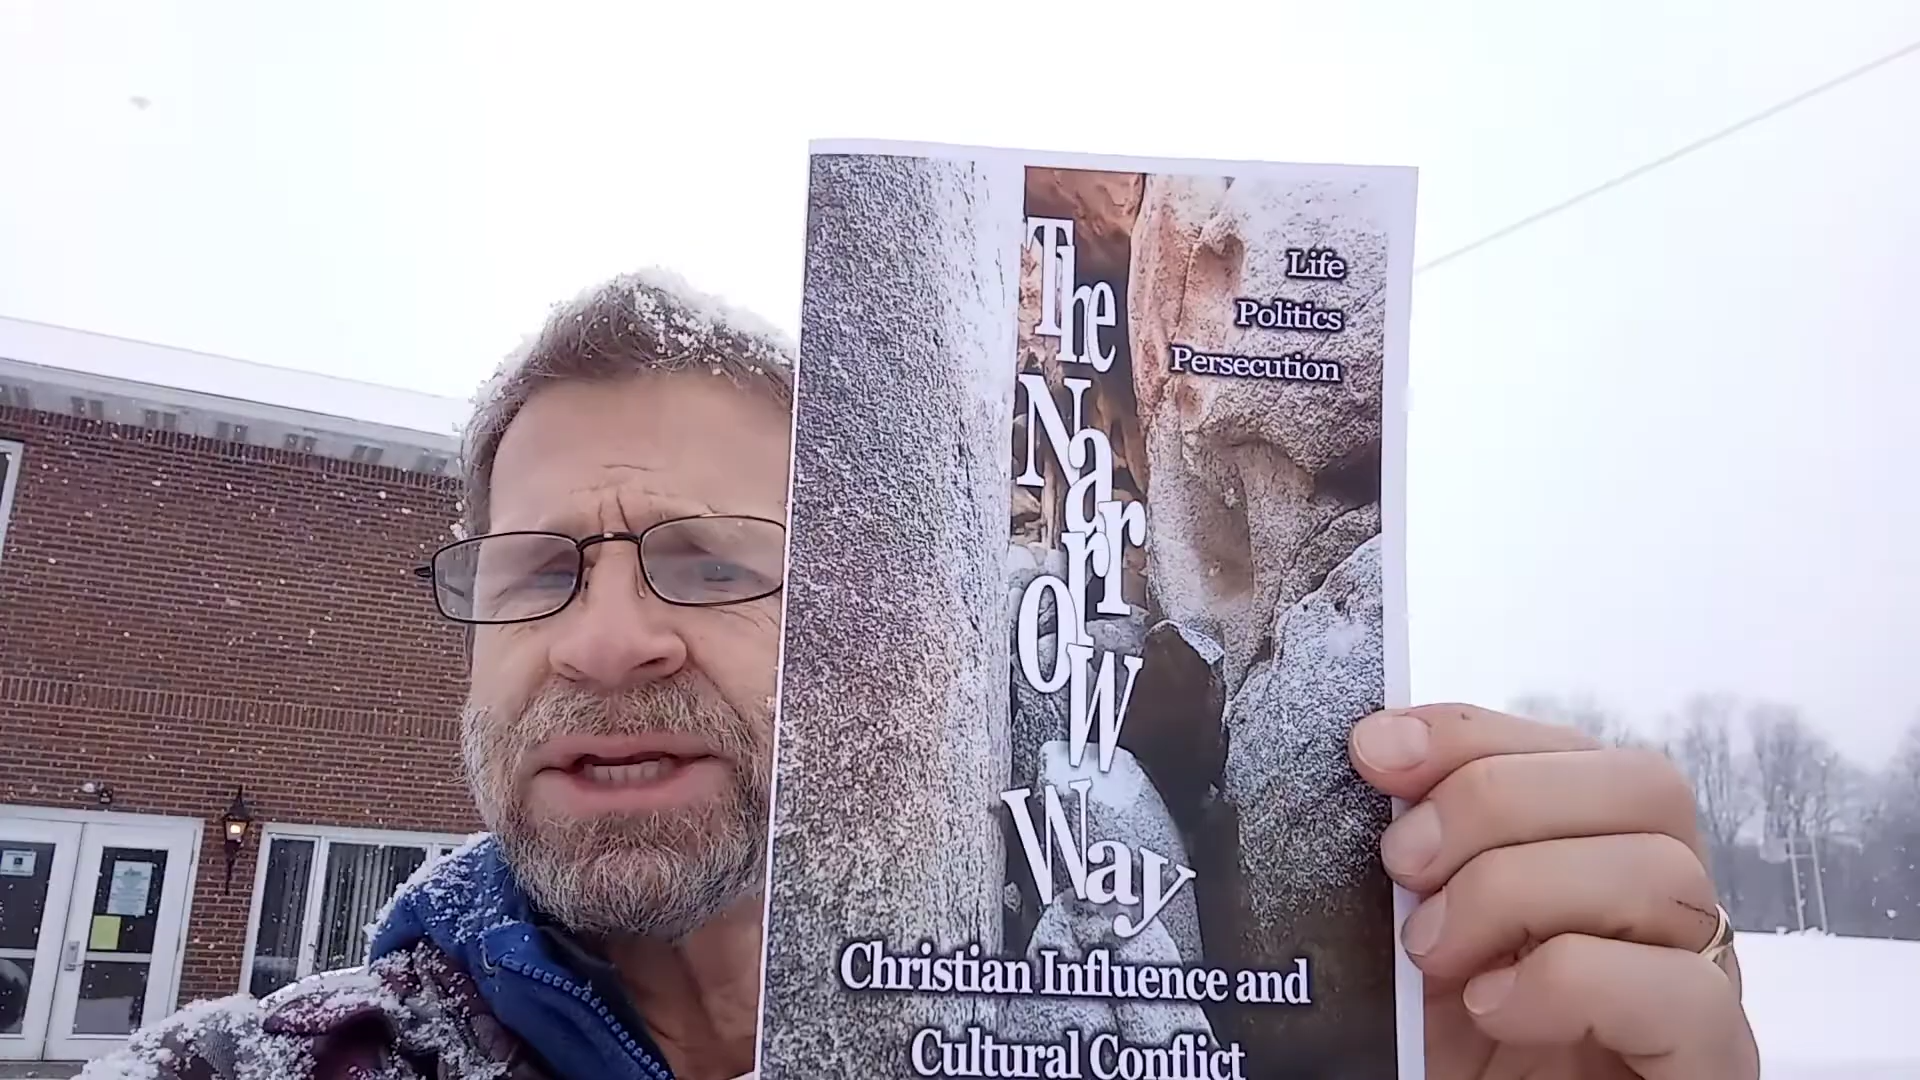 The
Narrow
Way
Life
Politics
Persecution
Christian Influence and
Cultural Conflict